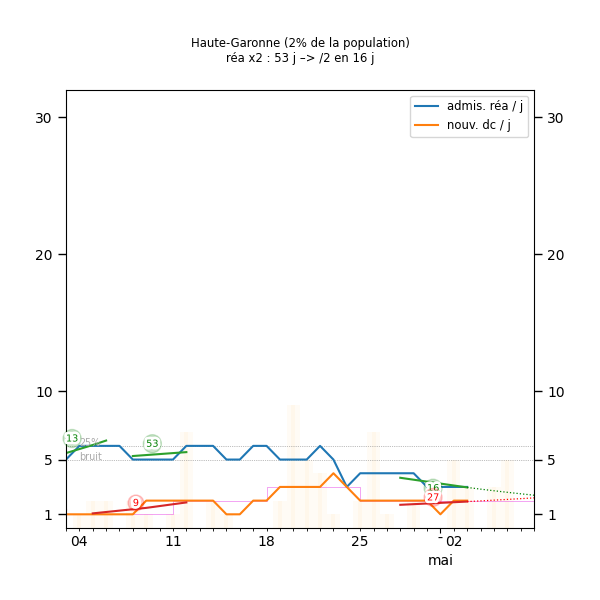 Haute-Garonne (2% de la population)
réa x2 : 53 j –> /2 en 16 j
admis. réa / j
nouv. dc / j
30 30
20 20
10 10
13 25% 53
5 bruit 5
16
27
9
1 1
04 11 18 25 02
mai